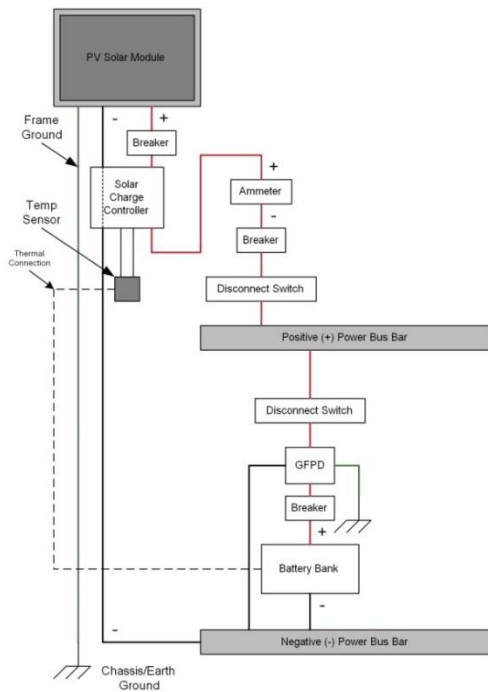 PV Solar Module
-
+
Frame
Ground
Breaker
Solar
Charge
Controller
+
Ammeter
-
Temp
Sensor
Breaker
Thermal
Connection
Disconnect Switch
Positive (+) Power Bus Bar
Disconnect Switch
GFPD
Breaker
+
Battery Bank
-
-
Negative (-) Power Bus Bar
Chassis/Earth
Ground